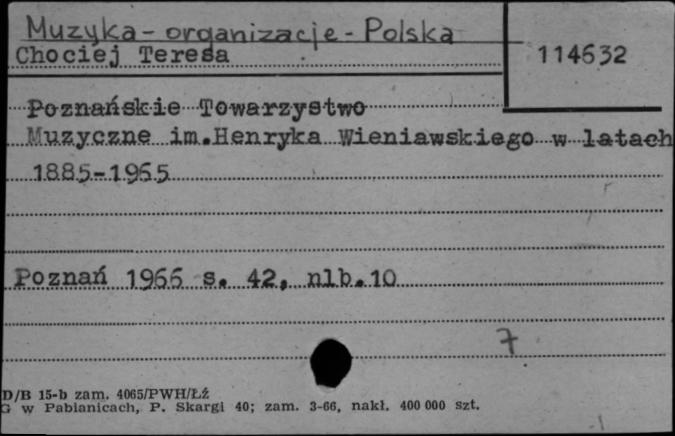 Muzyka - organizacje - Polska
Chociej Teresa
114632
Poznańskie Towarzystwo
Muzyczne im.Henryka Wieniawskiego w latach
1885-1965
Poznań 1966 s. 42, nlb.10
7
D/B 15-b zam. 4065/PWH/Łź
G w Pabianicach, P. Skargi 40; zam. 3-66, nakł. 400 000 szt.